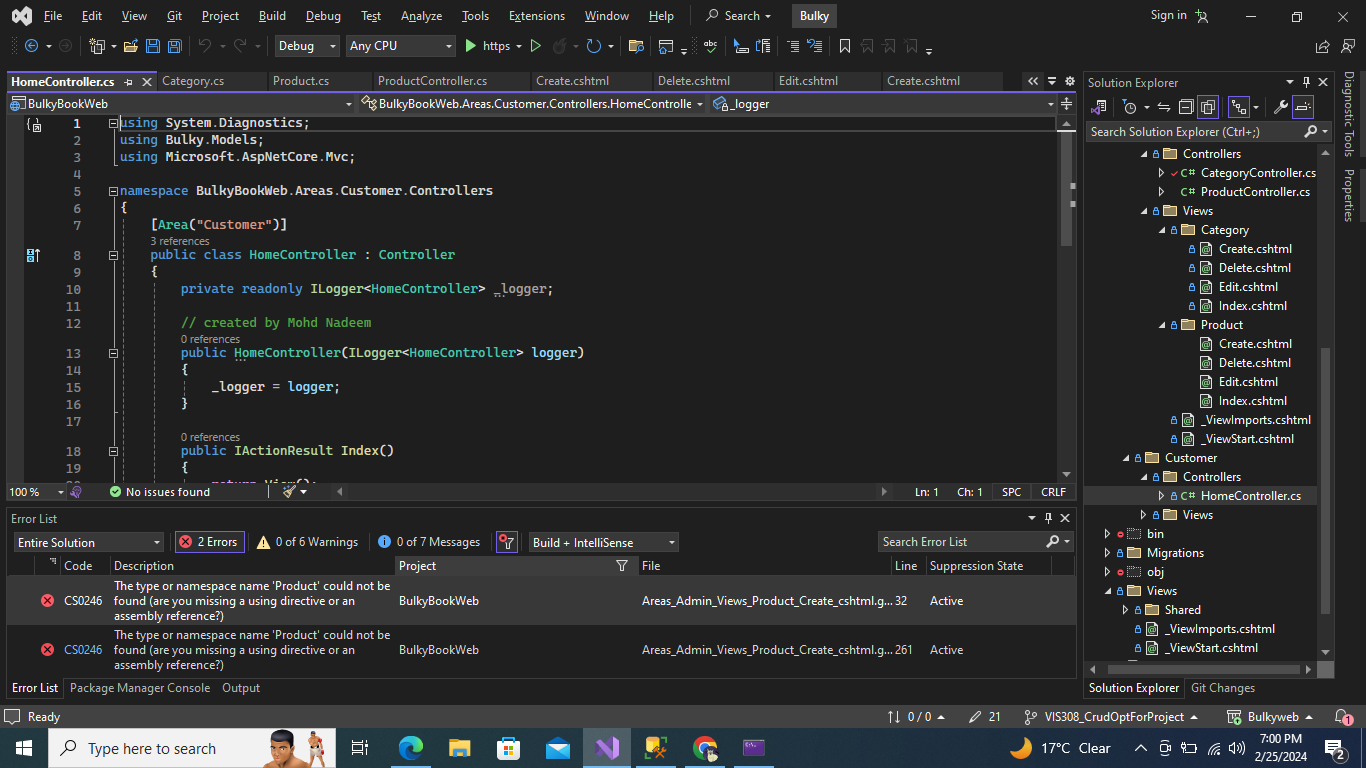 File Edit View Git Project Build Debug Test Analyze Tools Extensions Window Help Search Bulky Sign in
Debug Any CPU https
HomeController.cs Category.cs Product.cs ProductController.cs Create.cshtml Delete.cshtml Edit.cshtml Create.cshtml
BulkyBookWeb BulkyBookWeb.Areas.Customer.Controllers.HomeControlle _logger
1 using System.Diagnostics;
2 using Bulky.Models;
3 using Microsoft.AspNetCore.Mvc;
4
5 namespace BulkyBookWeb.Areas.Customer.Controllers
6 {
7 [Area("Customer")]
3 references
8 public class HomeController : Controller
9 {
10 private readonly ILogger<HomeController> _logger;
11
12 // created by Mohd Nadeem
0 references
13 public HomeController(ILogger<HomeController> logger)
14 {
15 _logger = logger;
16 }
17
0 references
18 public IActionResult Index()
19 {
100 % No issues found Ln: 1 Ch: 1 SPC CRLF
Error List
Entire Solution 2 Errors 0 of 6 Warnings 0 of 7 Messages Build + IntelliSense Search Error List
Code Description Project File Line Suppression State
CS0246 The type or namespace name 'Product' could not be
found (are you missing a using directive or an
assembly reference?)
BulkyBookWeb Areas_Admin_Views_Product_Create_cshtml.g... 32 Active
CS0246 The type or namespace name 'Product' could not be
found (are you missing a using directive or an
assembly reference?)
BulkyBookWeb Areas_Admin_Views_Product_Create_cshtml.g... 261 Active
Error List Package Manager Console Output
Solution Explorer
Search Solution Explorer (Ctrl+;)
Controllers
CategoryController.cs
ProductController.cs
Views
Category
Create.cshtml
Delete.cshtml
Edit.cshtml
Index.cshtml
Product
Create.cshtml
Delete.cshtml
Edit.cshtml
Index.cshtml
_ViewImports.cshtml
_ViewStart.cshtml
Customer
Controllers
HomeController.cs
Views
bin
Migrations
obj
Views
Shared
_ViewImports.cshtml
_ViewStart.cshtml
Solution Explorer Git Changes
Diagnostic Tools
Properties
Ready 0 / 0 21 VIS308_CrudOptForProject Bulkyweb 1
Type here to search 17°C Clear 7:00 PM
2/25/2024 2